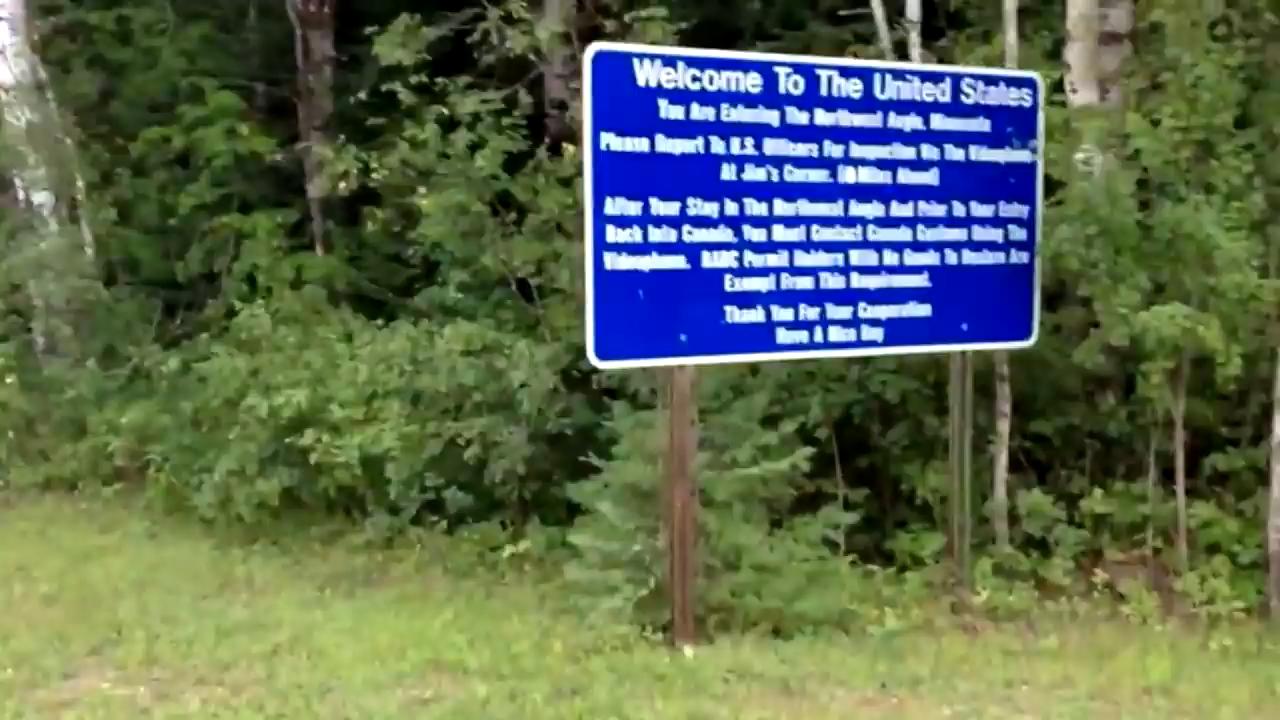 Welcome To The United States
You Are Entering The Northwest Angle, Minnesota
Please Report To U.S. Officers For Inspection Via The Videophone
At Jim's Corner. (8 Miles Ahead)
After Your Stay In The Northwest Angle And Prior To Your Entry
Back Into Canada, You Must Contact Canada Customs Using The
Videophone. Permit Holders With No Goods To Declare Are
Exempt From This Requirement.
Thank You For Your Cooperation
Have A Nice Day